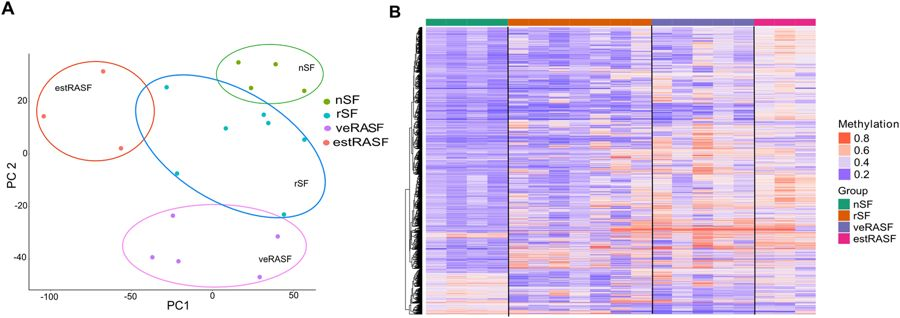 A
PC 2
20
0
-20
-40
-100
-50
0
50
PC1
estRASF
nSF
rSF
veRASF
nSF
rSF
veRASF
estRASF
B
Methylation
0.8
0.6
0.4
0.2
Group
nSF
rSF
veRASF
estRASF